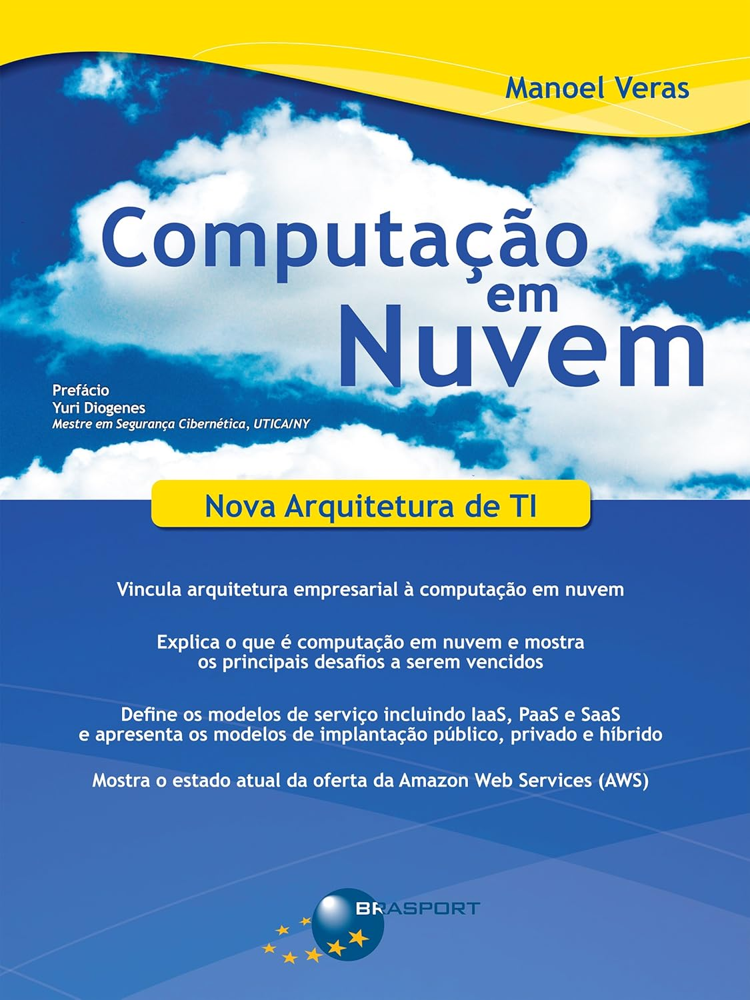 Manoel Veras
Computação
em
Nuvem
Prefácio
Yuri Diogenes
Mestre em Segurança Cibernética, UTICA/NY
Nova Arquitetura de TI
Vincula arquitetura empresarial à computação em nuvem
Explica o que é computação em nuvem e mostra
os principais desafios a serem vencidos
Define os modelos de serviço incluindo IaaS, PaaS e SaaS
e apresenta os modelos de implantação público, privado e híbrido
Mostra o estado atual da oferta da Amazon Web Services (AWS)
BRASPORT